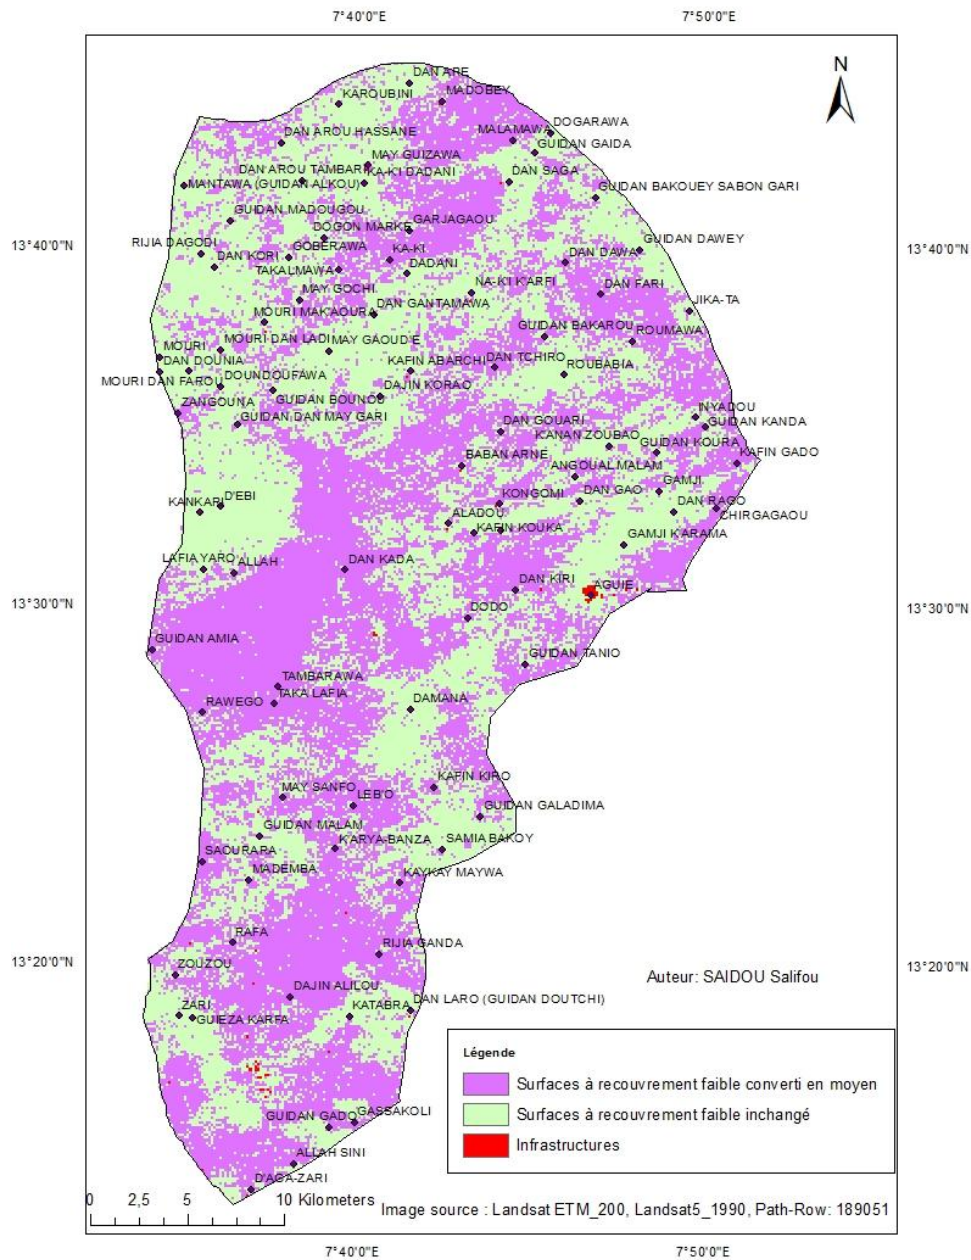 7°40'0"E
7°50'0"E
N
DAN ARE
KAROUBINI
MADOBEY
DOGARAWA
DAN AROU HASSANE
MALAMAWA
GUIDAN GAIDA
MAY GUIZAWA
DAN AROU TAMBARI
KA-KI DADANI
DAN SAGA
MANTAWA (GUIDAN ALKOU)
GUIDAN BAKOUEY SABON GARI
GUIDAN MADOUGOU
GARJAGAOU
DOGON MARKE
13°40'0"N
RIJIA DAGODI
GOBERAWA
KA-KI
GUIDAN DAWEY
13°40'0"N
DAN KORI
DAN DAWA
TAKALMAWA
DADANI
NA-KI K'ARFI
DAN FARI
MAY GOCHI
JIKA-TA
DAN GANTAMAWA
MOURI MAK'AOURA
GUIDAN BAKAROU
ROUMAWA
MOURI DAN LADI
MAY GAOUD'E
MOURI
DAN DOUNIA
KAFIN ABARCHI
DAN TCHIRO
ROUBABIA
MOURI DAN FAROU
DOUNDOUFAWA
DAJIN KORAO
ZANGOUNA
GUIDAN BOUNOU
GUIDAN DAN MAY GARI
INYADOU
DAN GOUARI
GUIDAN KANDA
K'ANAN ZOUBAO
GUIDAN KOURA
BABAN ARNE
KAFIN GADO
ANGOUAL MALAM
GAMJI
KANKARI
D'EBI
KONGOMI
DAN GAO
DAN RAGO
ALADOU
CHIRGAGAOU
KAFIN KOUKA
GAMJI K'ARAMA
LAFIA YARO
ALLAH
DAN KADA
DAN KIRI
AGUIE
13°30'0"N
DODO
13°30'0"N
GUIDAN AMIA
GUIDAN TANIO
TAMBARAWA
TAKA LAFIA
RAWEGO
DAMANA
KAFIN KIRO
MAY SANFO
LEB'O
GUIDAN GALADIMA
GUIDAN MALAM
K'ARYA-BANZA
SAMIA BAKOY
SAOURARA
MADEMBA
KAYKAY MAYWA
RAFA
RIJIA GANDA
13°20'0"N
ZOUZOU
13°20'0"N
Auteur: SAIDOU Salifou
DAJIN ALILOU
DAN LARO (GUIDAN DOUTCHI)
ZARI
KATABRA
GUIEZA KARFA
Légende
Surfaces à recouvrement faible converti en moyen
Surfaces à recouvrement faible inchangé
Infrastructures
GUIDAN GADO
GASSAKOLI
ALLAH SINI
D'AGA-ZARI
0 2,5 5 10 Kilometers
Image source : Landsat ETM_200, Landsat5_1990, Path-Row: 189051
7°40'0"E
7°50'0"E